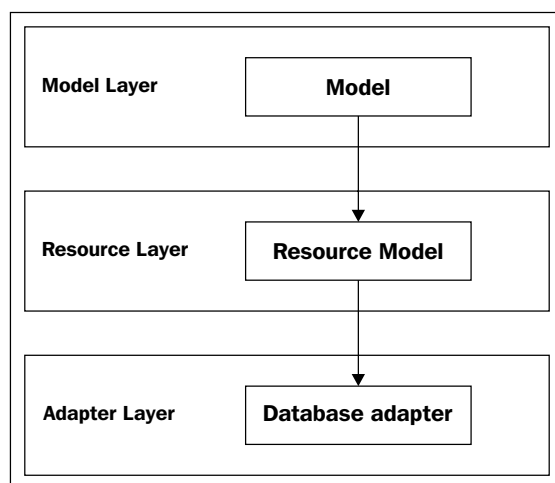 Model Layer
Model
Resource Layer
Resource Model
Adapter Layer
Database adapter